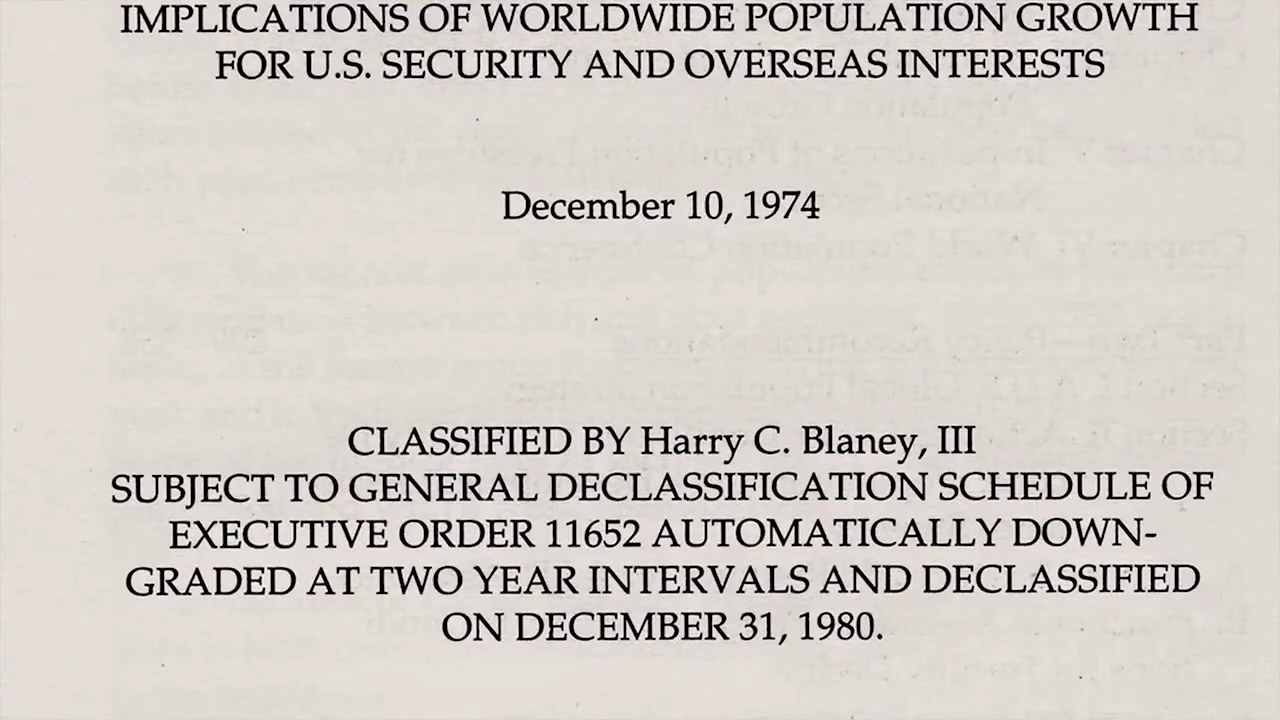 IMPLICATIONS OF WORLDWIDE POPULATION GROWTH
FOR U.S. SECURITY AND OVERSEAS INTERESTS
December 10, 1974
CLASSIFIED BY Harry C. Blaney, III
SUBJECT TO GENERAL DECLASSIFICATION SCHEDULE OF
EXECUTIVE ORDER 11652 AUTOMATICALLY DOWN-
GRADED AT TWO YEAR INTERVALS AND DECLASSIFIED
ON DECEMBER 31, 1980.